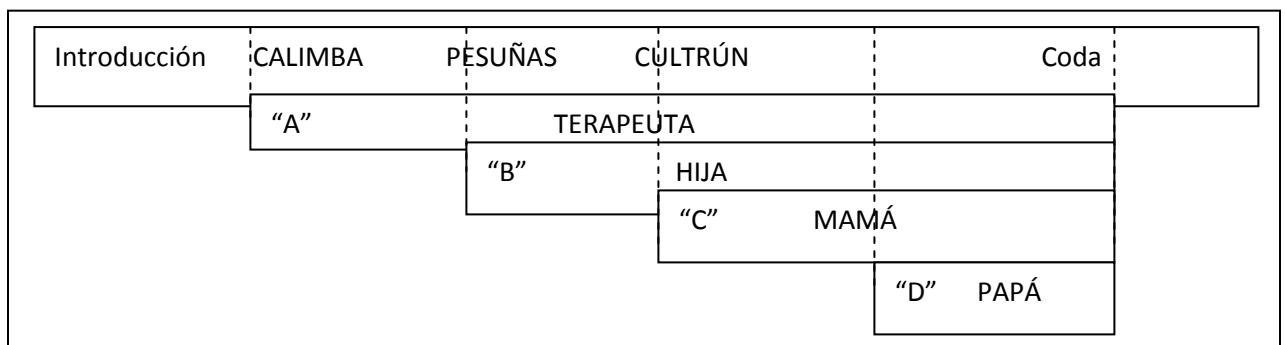 Introducción CALIMBA PESUÑAS CULTRÚN Coda
“A” TERAPEUTA
“B” HIJA
“C” MAMÁ
“D” PAPÁ